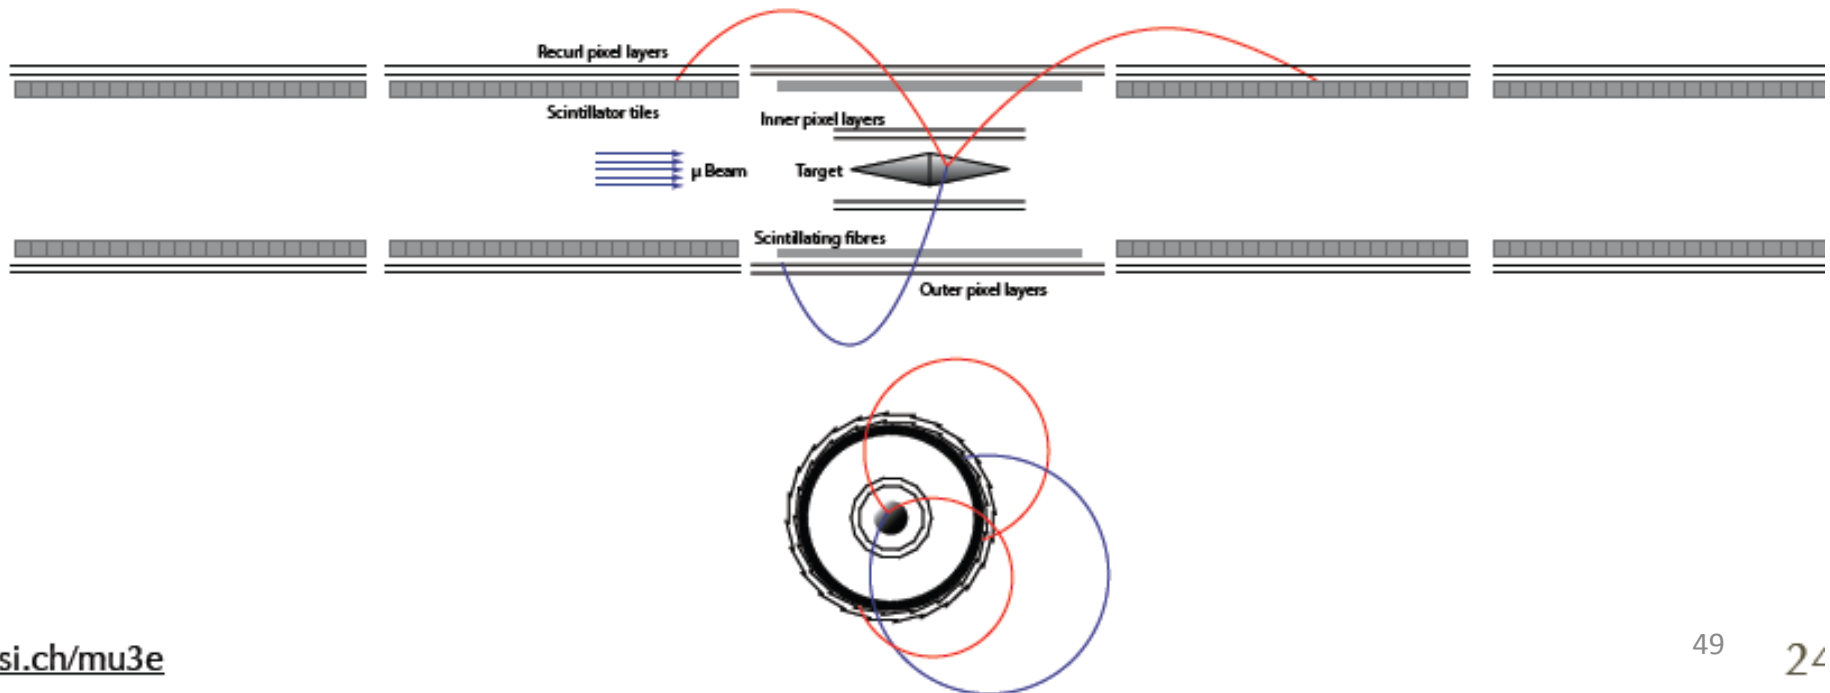 Recurl pixel layers
Scintillator tiles
Inner pixel layers
μ Beam
Target
Scintillating fibres
Outer pixel layers
si.ch/mu3e
49
24